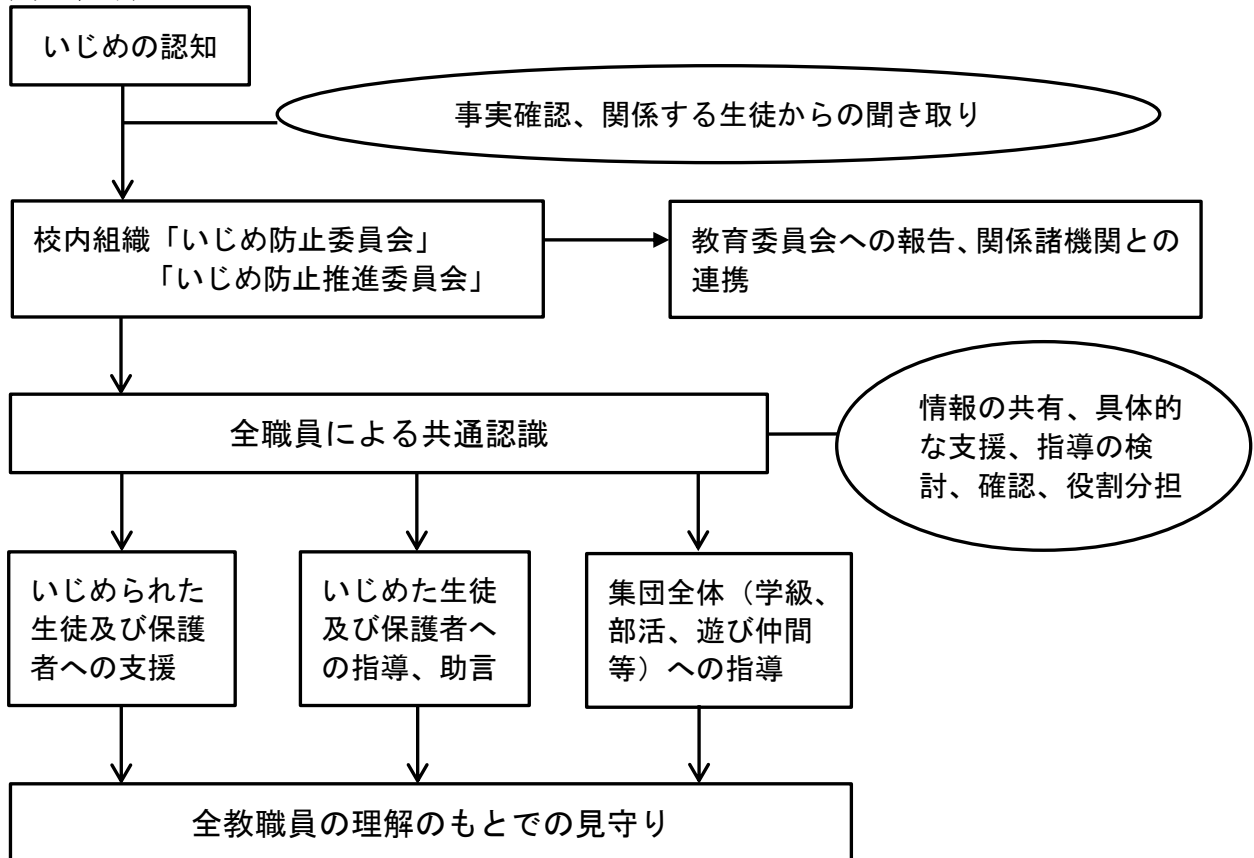 いじめの認知
事実確認、関係する生徒からの聞き取り
校内組織「いじめ防止委員会」
「いじめ防止推進委員会」
教育委員会への報告、関係諸機関との
連携
全職員による共通認識
情報の共有、具体的
な支援、指導の検
討、確認、役割分担
いじめられた
生徒及び保護
者への支援
いじめた生徒
及び保護者へ
の指導、助言
集団全体（学級、
部活、遊び仲間
等）への指導
全教職員の理解のもとでの見守り